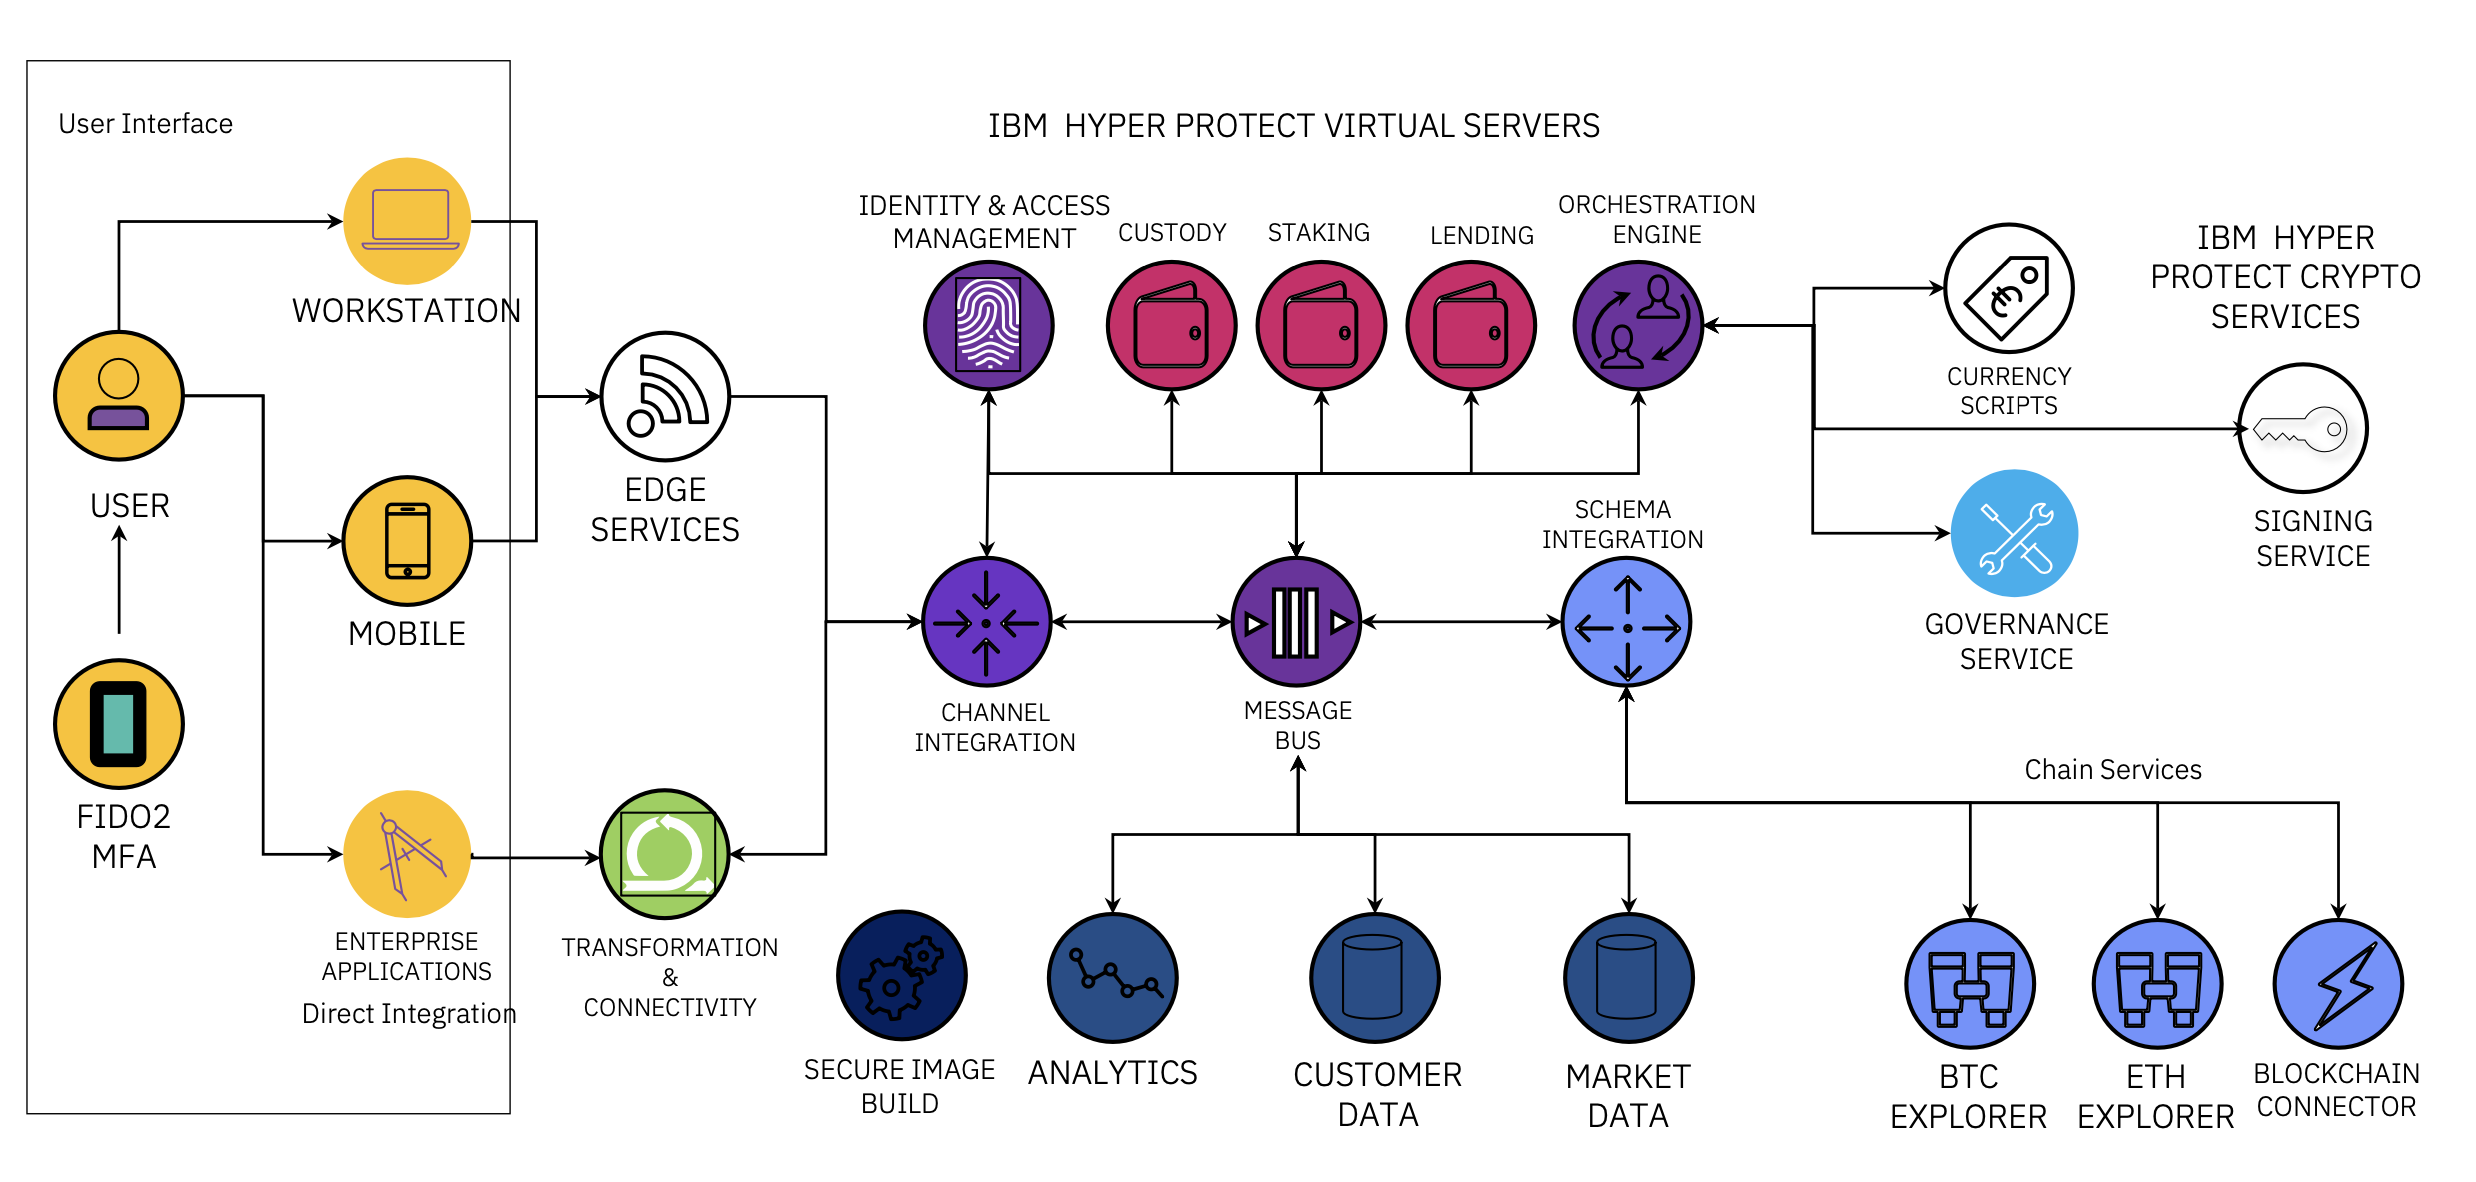 User Interface
WORKSTATION
USER
MOBILE
FIDO2
MFA
ENTERPRISE
APPLICATIONS
Direct Integration
EDGE
SERVICES
TRANSFORMATION
&
CONNECTIVITY
IBM HYPER PROTECT VIRTUAL SERVERS
IDENTITY & ACCESS
MANAGEMENT
CUSTODY
STAKING
LENDING
ORCHESTRATION
ENGINE
CHANNEL
INTEGRATION
MESSAGE
BUS
SCHEMA
INTEGRATION
SECURE IMAGE
BUILD
ANALYTICS
CUSTOMER
DATA
MARKET
DATA
CURRENCY
SCRIPTS
IBM HYPER
PROTECT CRYPTO
SERVICES
SIGNING
SERVICE
GOVERNANCE
SERVICE
Chain Services
BTC
EXPLORER
ETH
EXPLORER
BLOCKCHAIN
CONNECTOR